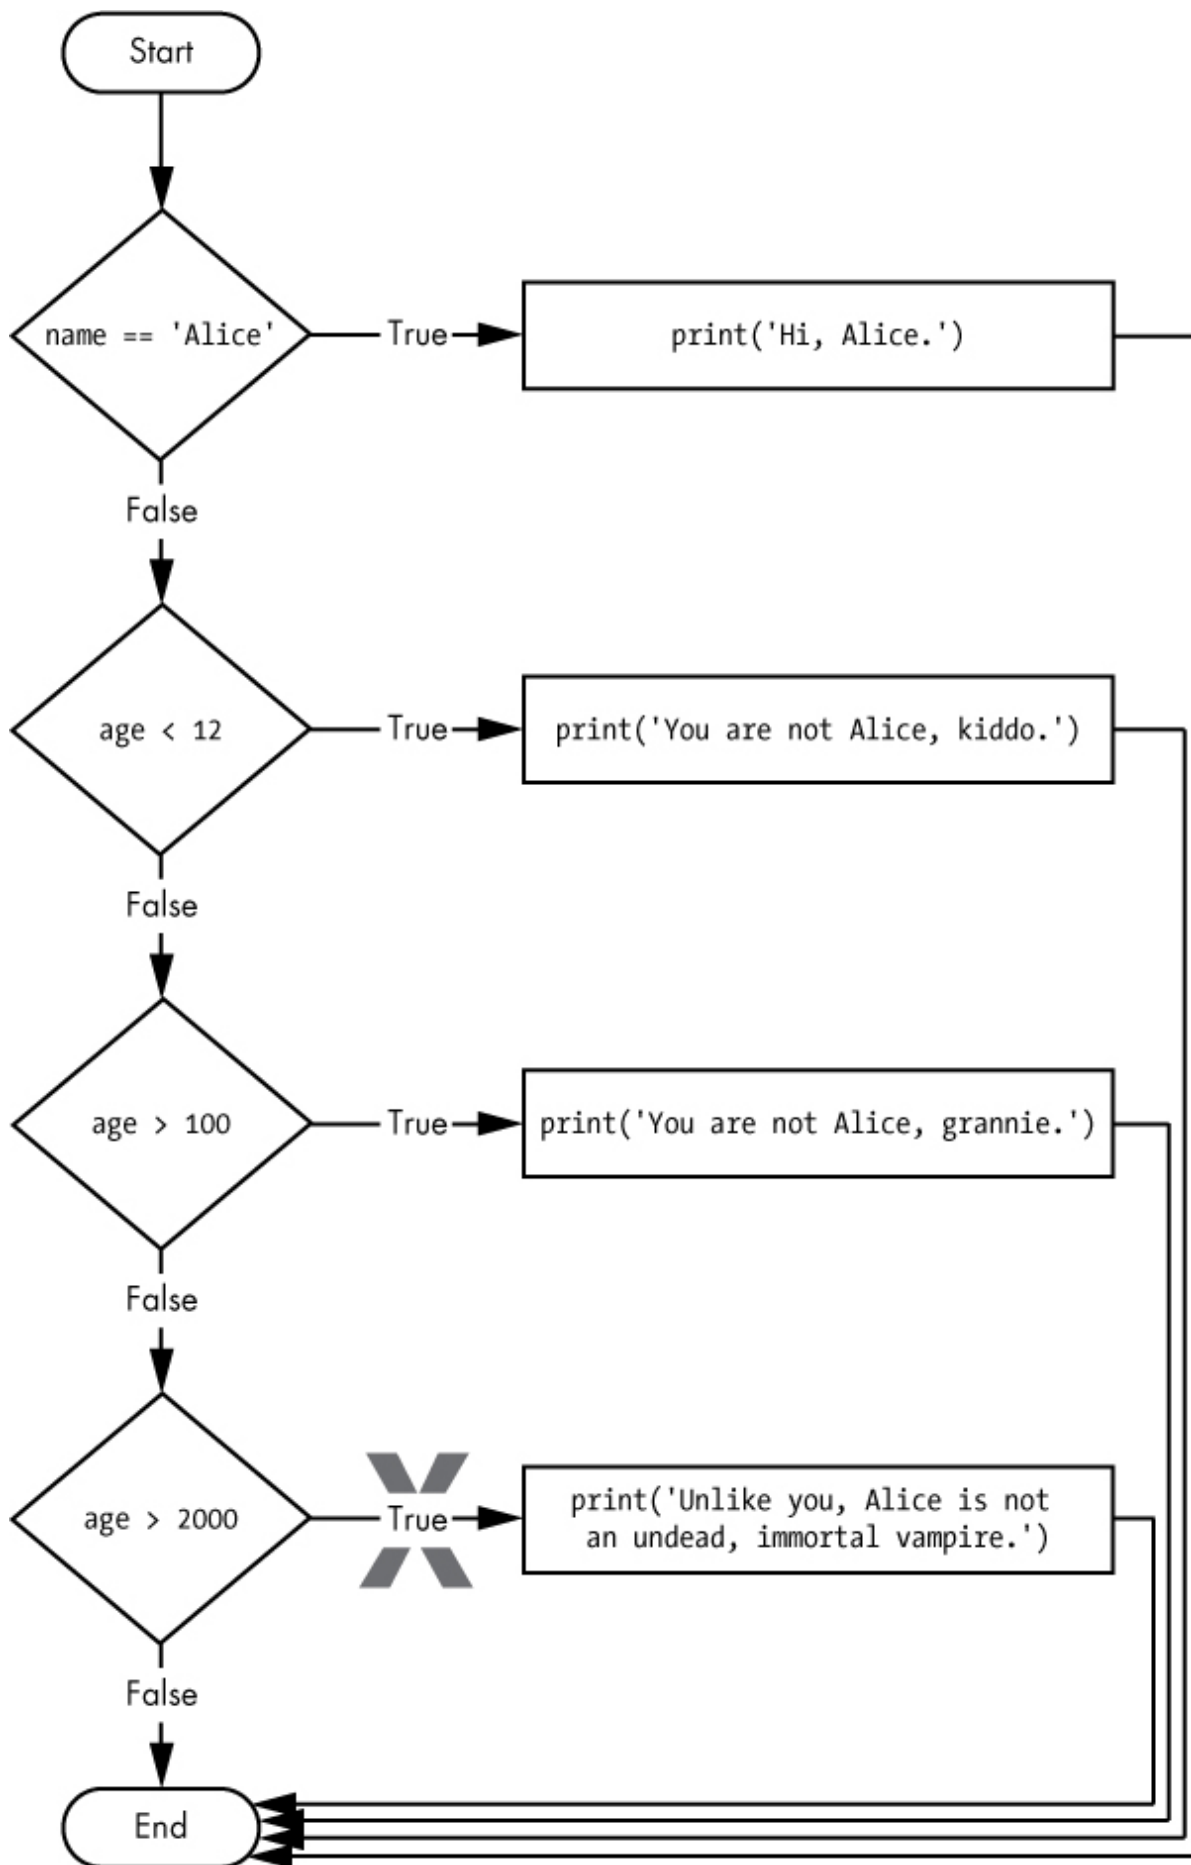 Start
name == 'Alice'
True
print('Hi, Alice.')
False
age < 12
True
print('You are not Alice, kiddo.')
False
age > 100
True
print('You are not Alice, grannie.')
False
age > 2000
True
print('Unlike you, Alice is not
an undead, immortal vampire.')
False
End